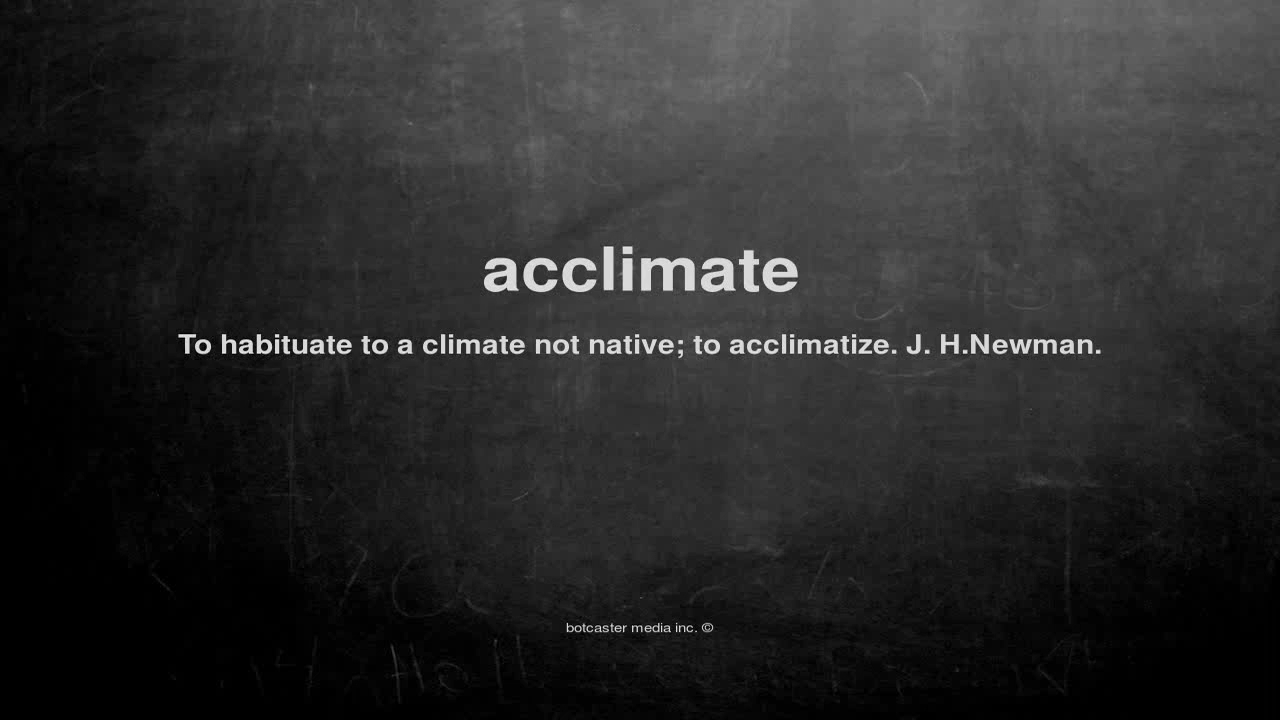 acclimate
To habituate to a climate not native; to acclimatize. J. H.Newman.
botcaster media inc. ©